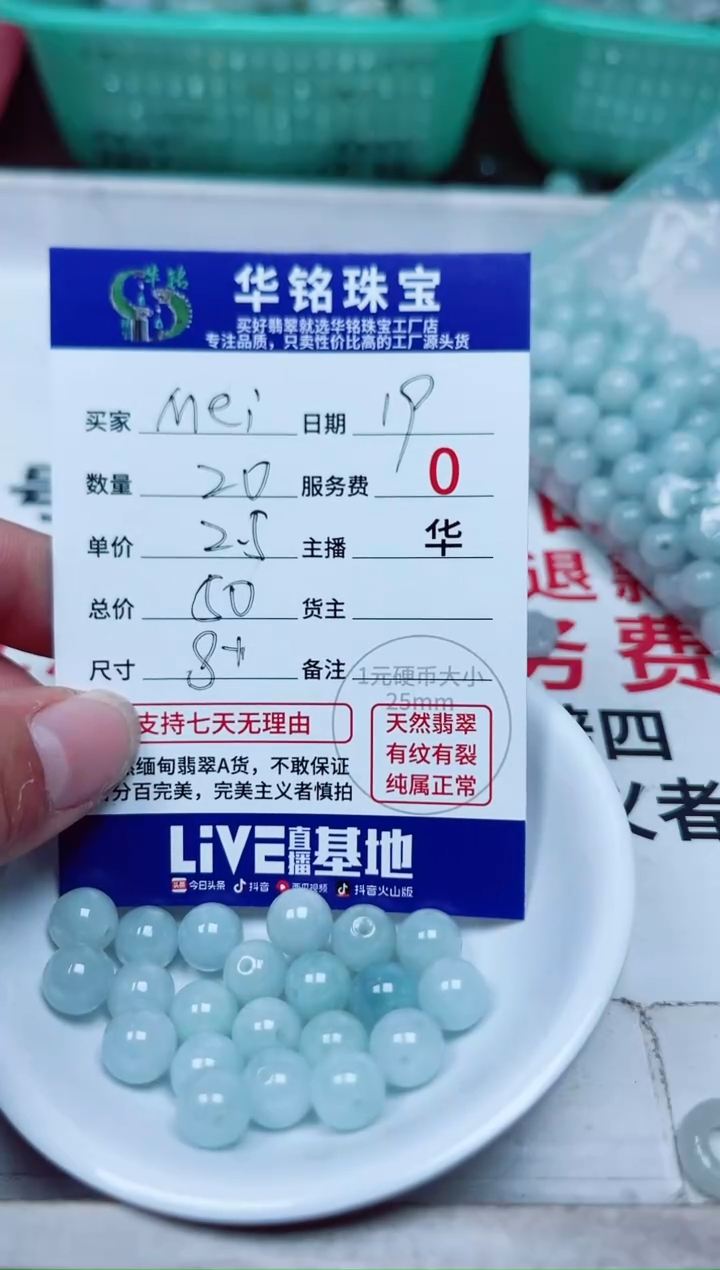 华铭
华铭珠宝
买好翡翠就选华铭珠宝工厂店
专注品质，只卖性价比高的工厂源头货
买家 Mei 日期 19
数量 20 服务费 0
单价 2.5 主播 华
总价 50 货主
尺寸 8+ 备注
1元硬币大小
25mm
支持七天无理由
天然翡翠
有纹有裂
纯属正常
缅甸翡翠A货，不敢保证
分百完美，完美主义者慎拍
LiVE直播基地
头条 今日头条 抖音 西瓜视频 抖音火山版
退
务费
四
义者